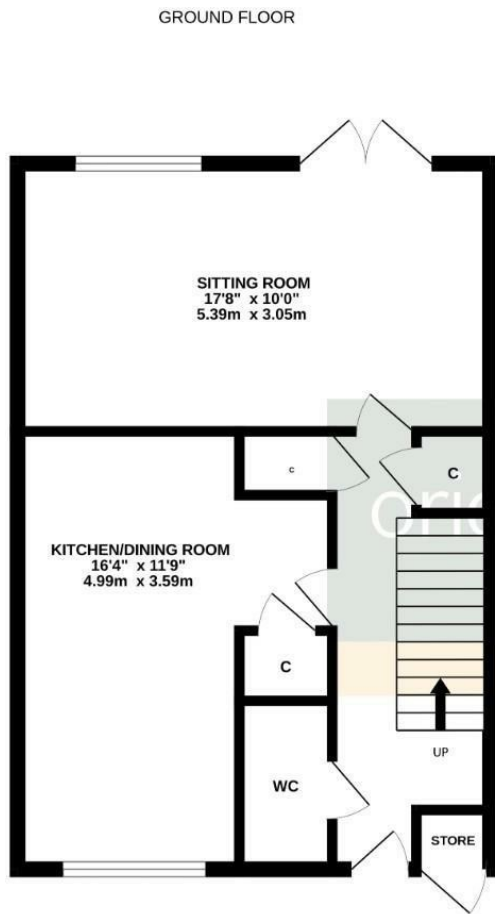 GROUND FLOOR
SITTING ROOM
17'8" x 10'0"
5.39m x 3.05m
C
C
KITCHEN/DINING ROOM
16'4" x 11'9"
4.99m x 3.59m
C
UP
WC
STORE